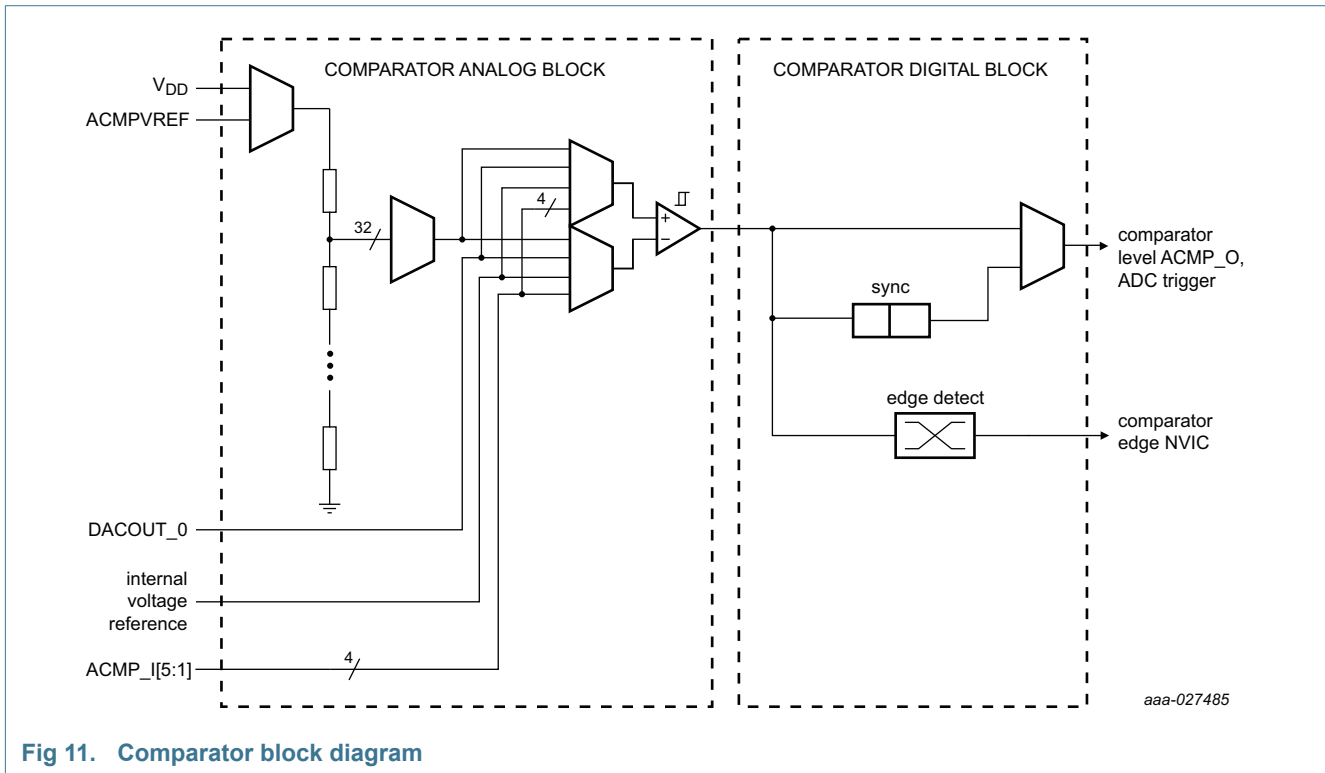 COMPARATOR ANALOG BLOCK
COMPARATOR DIGITAL BLOCK
VDD
ACMPVREF
32
4
+
−
sync
comparator
level ACMP_O,
ADC trigger
edge detect
comparator
edge NVIC
DACOUT_0
internal
voltage
reference
ACMP_I[5:1]
4
aaa-027485
Fig 11. Comparator block diagram